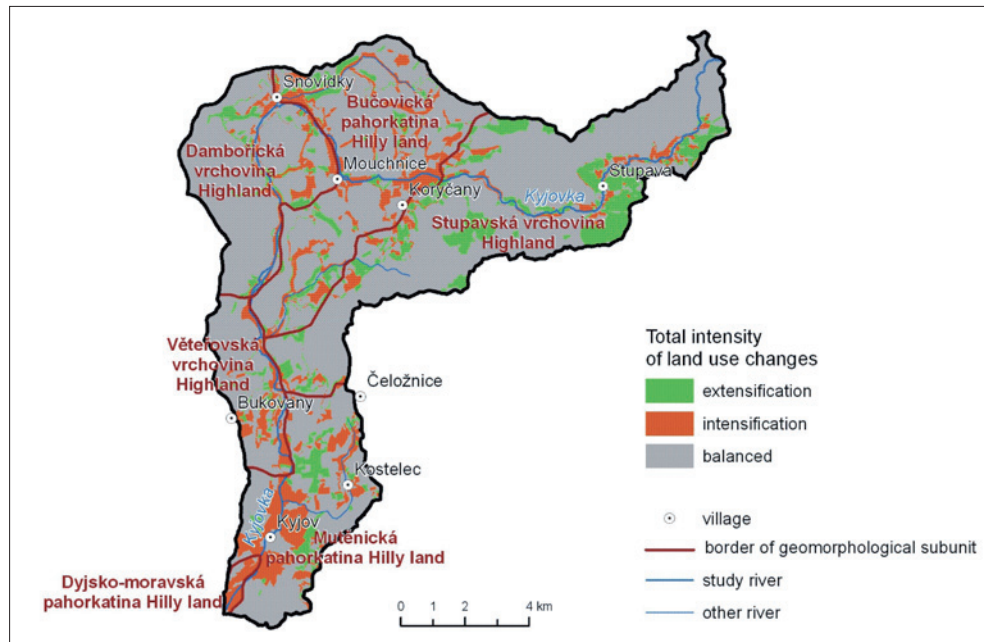 Snovídky
Bučovická
pahorkatina
Hilly land
Dambořická
vrchovina
Highland
Mouchnice
Koryčany
Stupava
Kyjovka
Stupavská vrchovina
Highland
Věteřovská
vrchovina
Highland
Čeložnice
Bukovany
Kostelec
Kyjovka
Kyjov
Mutěnická
pahorkatina Hilly land
Dyjsko-moravská
pahorkatina Hilly land
0 1 2 4 km
Total intensity
of land use changes
extensification
intensification
balanced
village
border of geomorphological subunit
study river
other river